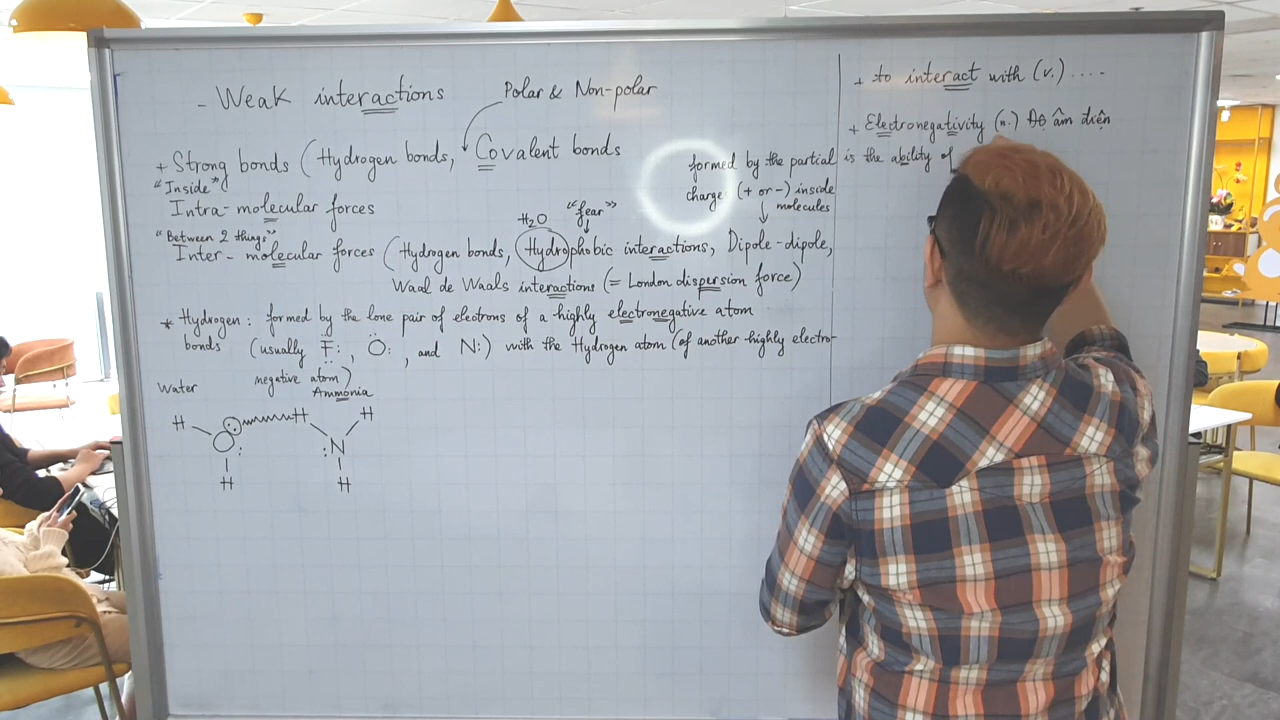 - Weak interactions
Polar & Non-polar
+ Strong bonds (Hydrogen bonds, Covalent bonds
"Inside"
Intra-molecular forces
"Between 2 things"
H₂O
"fear"
Inter-molecular forces (Hydrogen bonds, Hydrophobic interactions, Dipole-dipole,
Waal de Waals interactions (= London dispersion force)
formed by the partial
charge (+ or -) inside
molecules
* Hydrogen: formed by the lone pair of electrons of a highly electronegative atom
bonds (usually F:, O:, and N:) with the Hydrogen atom (of another highly electro-
negative atom)
Water
Ammonia
H O : H H
: N
H H
+ to interact with (v.) ....
+ Electronegativity (n.) Độ âm điện
is the ability of